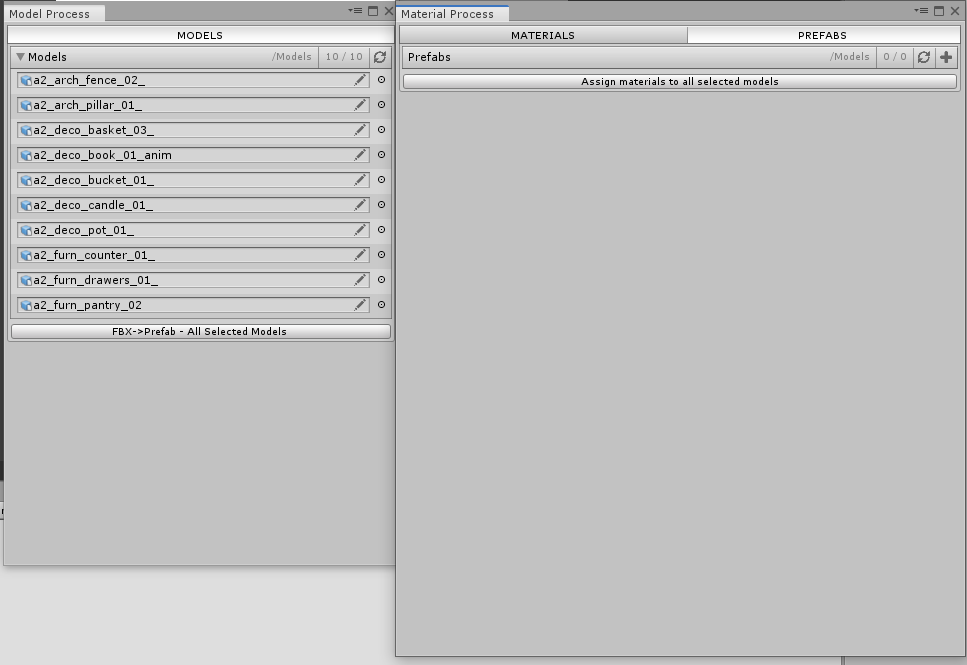 Model Process
MODELS
Models /Models 10 / 10
a2_arch_fence_02_
a2_arch_pillar_01_
a2_deco_basket_03_
a2_deco_book_01_anim
a2_deco_bucket_01_
a2_deco_candle_01_
a2_deco_pot_01_
a2_furn_counter_01_
a2_furn_drawers_01_
a2_furn_pantry_02
FBX->Prefab - All Selected Models
Material Process
MATERIALS PREFABS
Prefabs /Models 0 / 0
Assign materials to all selected models